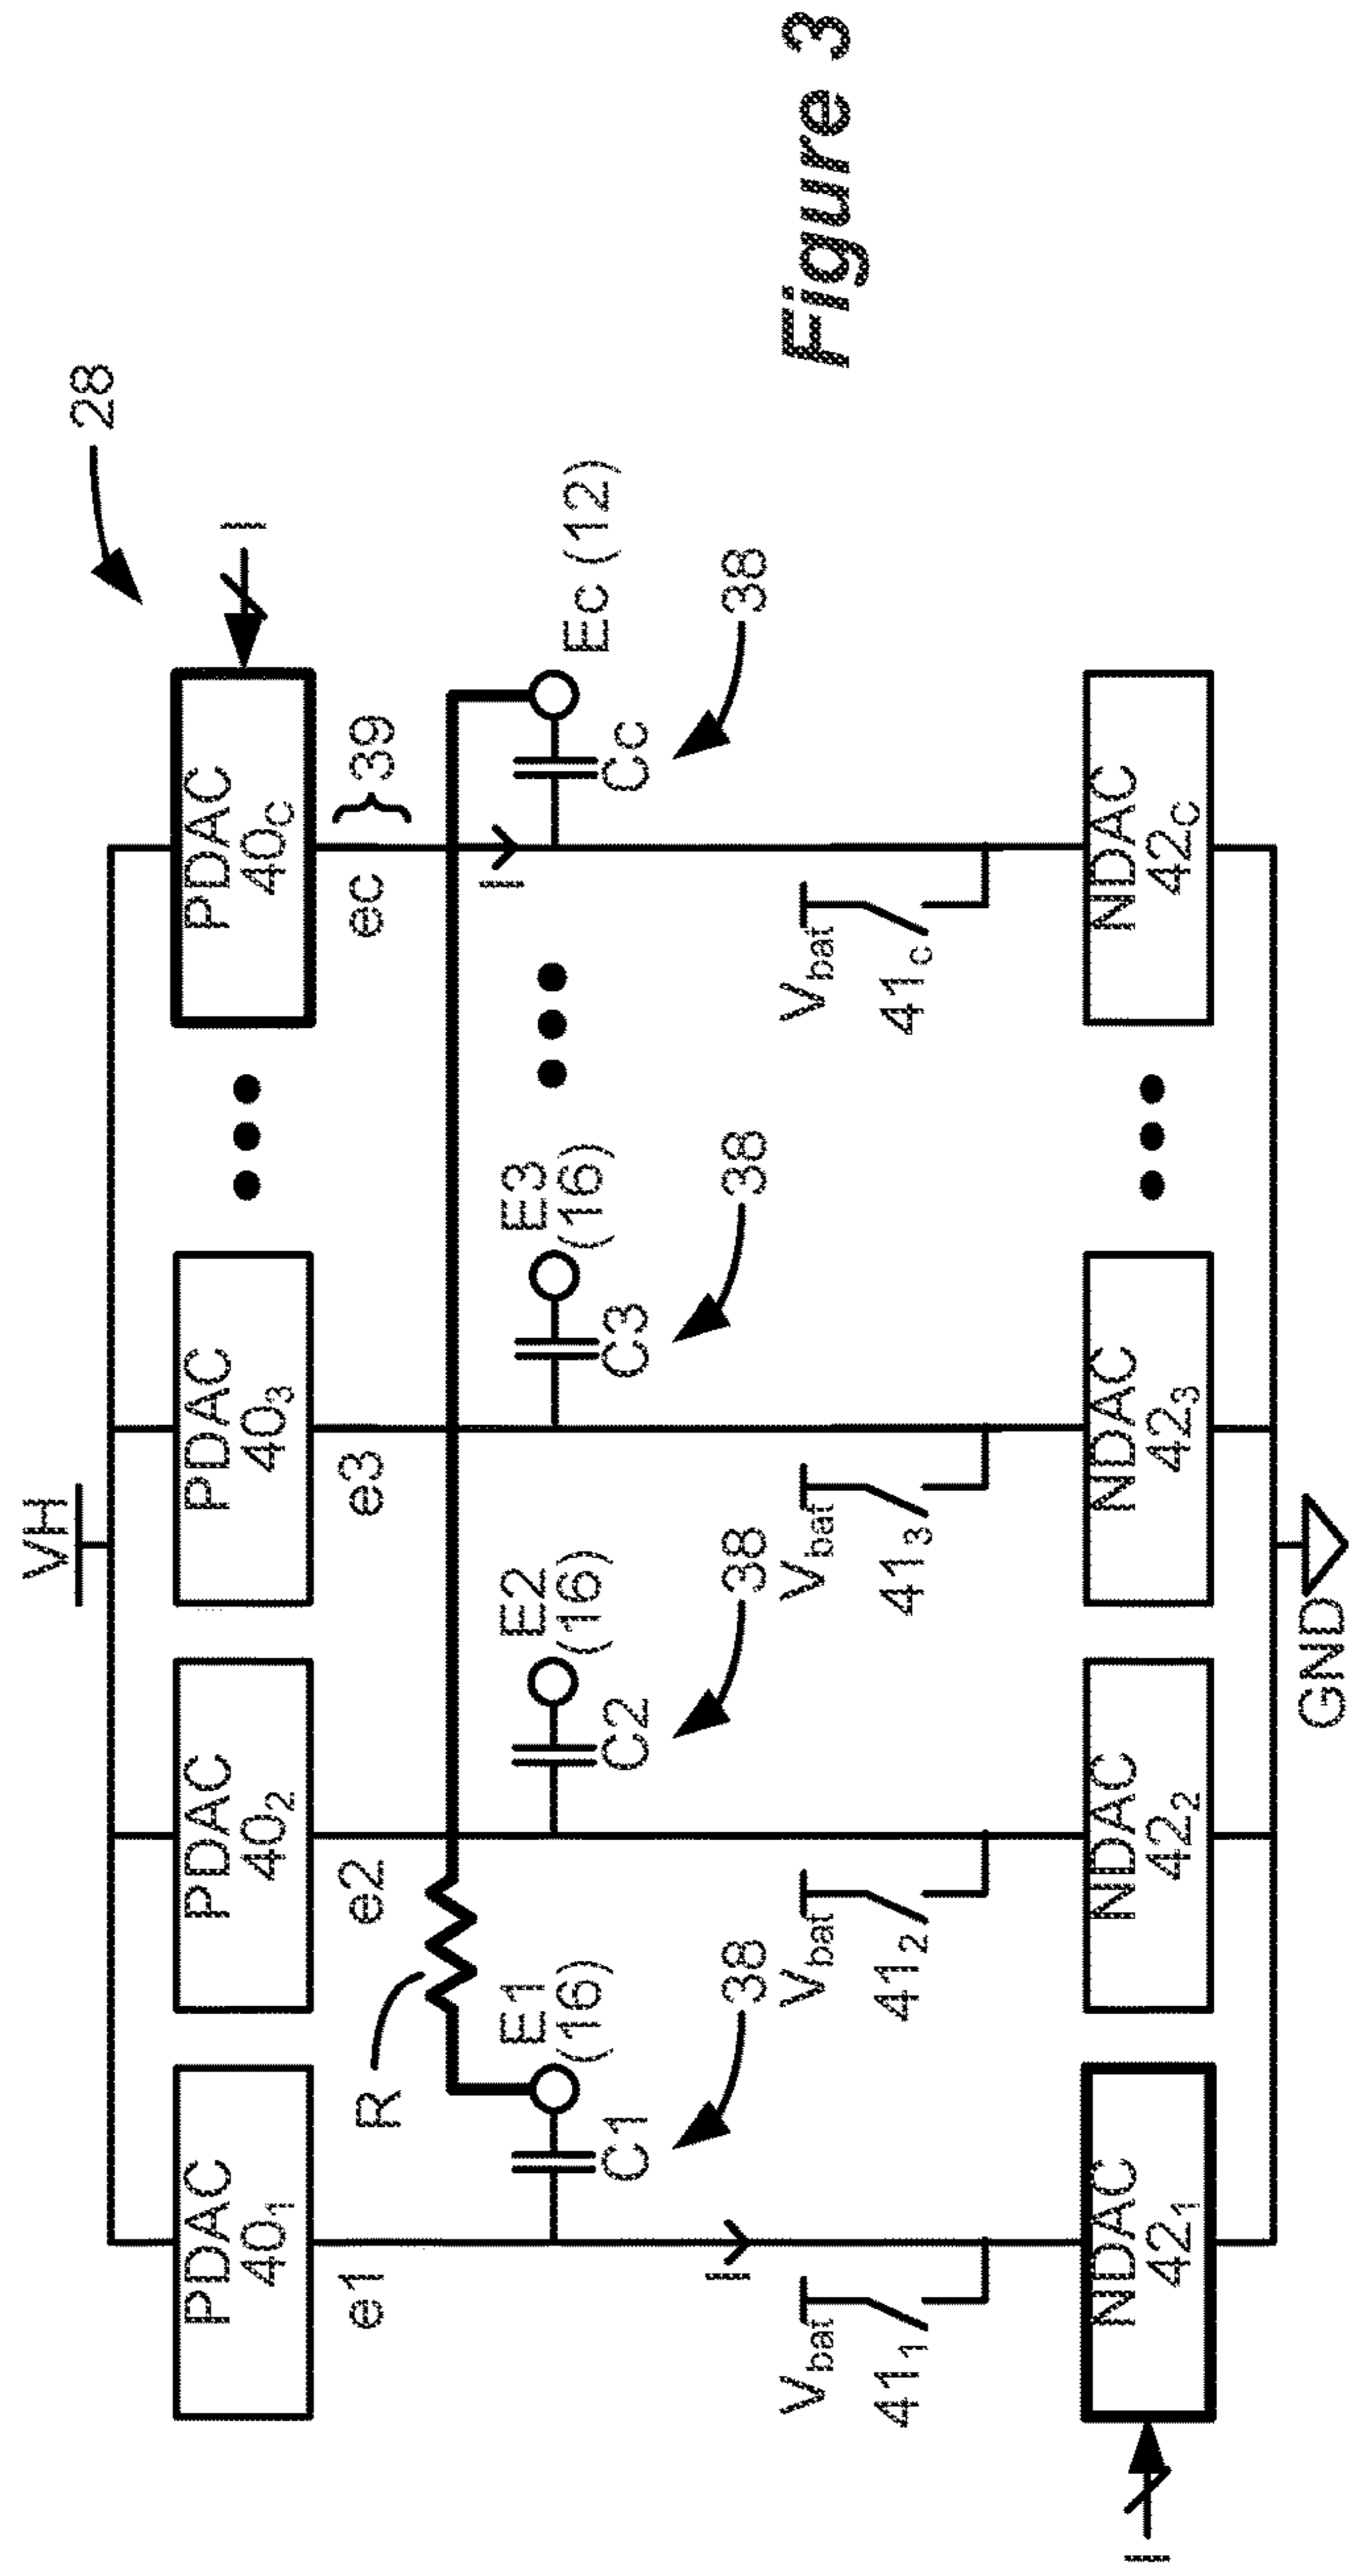 28
VH
PDAC
40₁
PDAC
40₂
PDAC
40₃
PDAC
40c
I
e1
e2
e3
ec
} 39
R
I
E1
(16)
E2
(16)
E3
(16)
Ec (12)
C1
C2
C3
Cc
38
38
38
38
I
Vbat
41₁
Vbat
41₂
Vbat
41₃
Vbat
41c
NDAC
42₁
NDAC
42₂
NDAC
42₃
NDAC
42c
I
GND
Figure 3